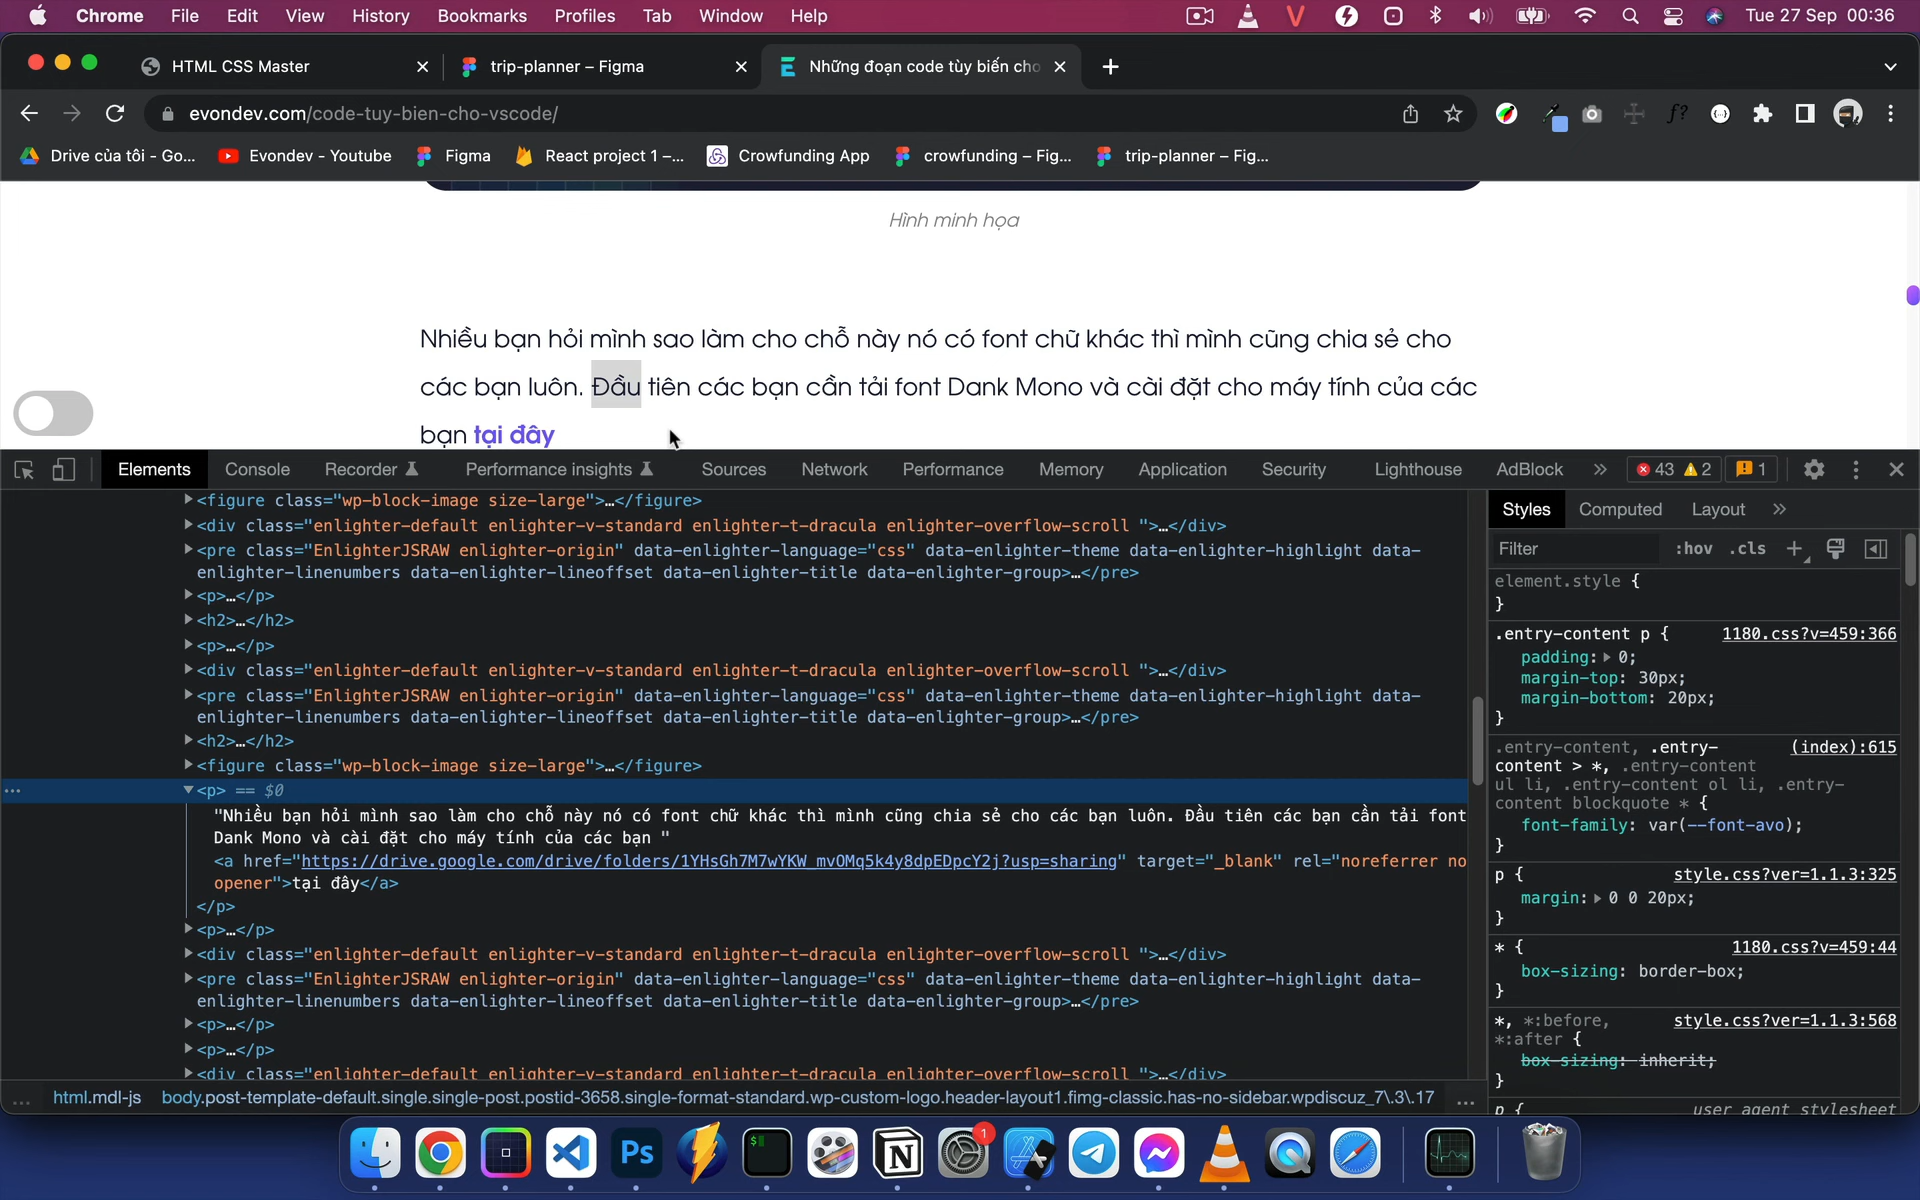 Chrome File Edit View History Bookmarks Profiles Tab Window Help Tue 27 Sep 00:36
HTML CSS Master trip-planner – Figma Những đoạn code tùy biến cho
evondev.com/code-tuy-bien-cho-vscode/
Drive của tôi - Go... Evondev - Youtube Figma React project 1 –... Crowfunding App crowfunding – Fig... trip-planner – Fig...
Hình minh họa
Nhiều bạn hỏi mình sao làm cho chỗ này nó có font chữ khác thì mình cũng chia sẻ cho
các bạn luôn. Đầu tiên các bạn cần tải font Dank Mono và cài đặt cho máy tính của các
bạn tại đây
Elements Console Recorder Performance insights Sources Network Performance Memory Application Security Lighthouse AdBlock » 43 2 1
<figure class="wp-block-image size-large">…</figure>
<div class="enlighter-default enlighter-v-standard enlighter-t-dracula enlighter-overflow-scroll ">…</div>
<pre class="EnlighterJSRAW enlighter-origin" data-enlighter-language="css" data-enlighter-theme data-enlighter-highlight data-
enlighter-linenumbers data-enlighter-lineoffset data-enlighter-title data-enlighter-group>…</pre>
<p>…</p>
<h2>…</h2>
<p>…</p>
<div class="enlighter-default enlighter-v-standard enlighter-t-dracula enlighter-overflow-scroll ">…</div>
<pre class="EnlighterJSRAW enlighter-origin" data-enlighter-language="css" data-enlighter-theme data-enlighter-highlight data-
enlighter-linenumbers data-enlighter-lineoffset data-enlighter-title data-enlighter-group>…</pre>
<h2>…</h2>
<figure class="wp-block-image size-large">…</figure>
<p> == $0
"Nhiều bạn hỏi mình sao làm cho chỗ này nó có font chữ khác thì mình cũng chia sẻ cho các bạn luôn. Đầu tiên các bạn cần tải font
Dank Mono và cài đặt cho máy tính của các bạn "
<a href="https://drive.google.com/drive/folders/1YHsGh7M7wYKW_mvOMq5k4y8dpEDpcY2j?usp=sharing" target="_blank" rel="noreferrer no
opener">tại đây</a>
</p>
<p>…</p>
<div class="enlighter-default enlighter-v-standard enlighter-t-dracula enlighter-overflow-scroll ">…</div>
<pre class="EnlighterJSRAW enlighter-origin" data-enlighter-language="css" data-enlighter-theme data-enlighter-highlight data-
enlighter-linenumbers data-enlighter-lineoffset data-enlighter-title data-enlighter-group>…</pre>
<p>…</p>
<p>…</p>
<div class="enlighter-default enlighter-v-standard enlighter-t-dracula enlighter-overflow-scroll ">…</div>
... html.mdl-js body.post-template-default.single.single-post.postid-3658.single-format-standard.wp-custom-logo.header-layout1.fimg-classic.has-no-sidebar.wpdiscuz_7\.3\.17 ...
Styles Computed Layout »
Filter :hov .cls
element.style {
}
.entry-content p { 1180.css?v=459:366
padding: 0;
margin-top: 30px;
margin-bottom: 20px;
}
.entry-content, .entry- (index):615
content > *, .entry-content
ul li, .entry-content ol li, .entry-
content blockquote * {
font-family: var(--font-avo);
}
p { style.css?ver=1.1.3:325
margin: 0 0 20px;
}
* { 1180.css?v=459:44
box-sizing: border-box;
}
*, *:before, style.css?ver=1.1.3:568
*:after {
box-sizing: inherit;
}
p { user agent stylesheet
Ps
1